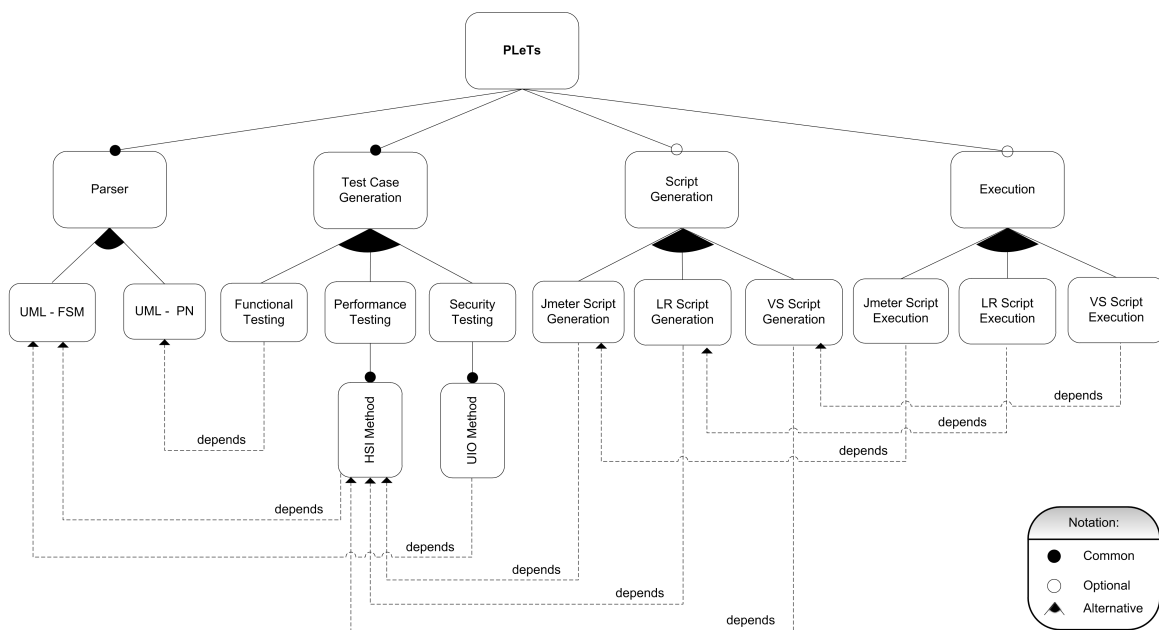 PLeTs
Parser
Test Case
Generation
Script
Generation
Execution
UML - FSM
UML - PN
Functional
Testing
Performance
Testing
Security
Testing
Jmeter Script
Generation
LR Script
Generation
VS Script
Generation
Jmeter Script
Execution
LR Script
Execution
VS Script
Execution
HSI Method
UIO Method
depends
depends
depends
depends
depends
depends
depends
depends
depends
Notation:
Common
Optional
Alternative